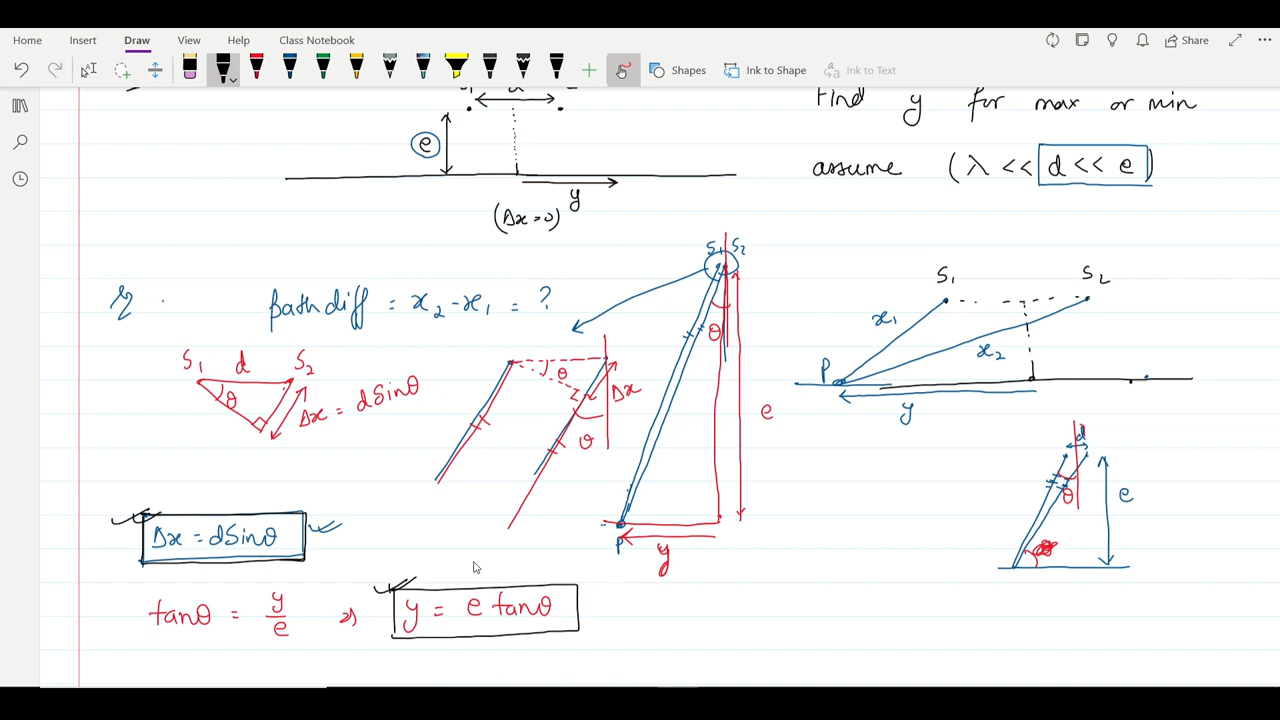 Home Insert Draw View Help Class Notebook Share
Shapes Ink to Shape Ink to Text
d
Find y for max or min
e
assume (λ << d << e)
y
(Δx = 0)
S1 S2
S1 S2
path diff = x2 - x1 = ?
x1
x2
θ
P
y
S1 d S2
θ
Δx = dSinθ
θ
Δx
θ
e
d
θ
e
Δx = dSinθ
P
y
tanθ = y/e ⇒ y = e tanθ